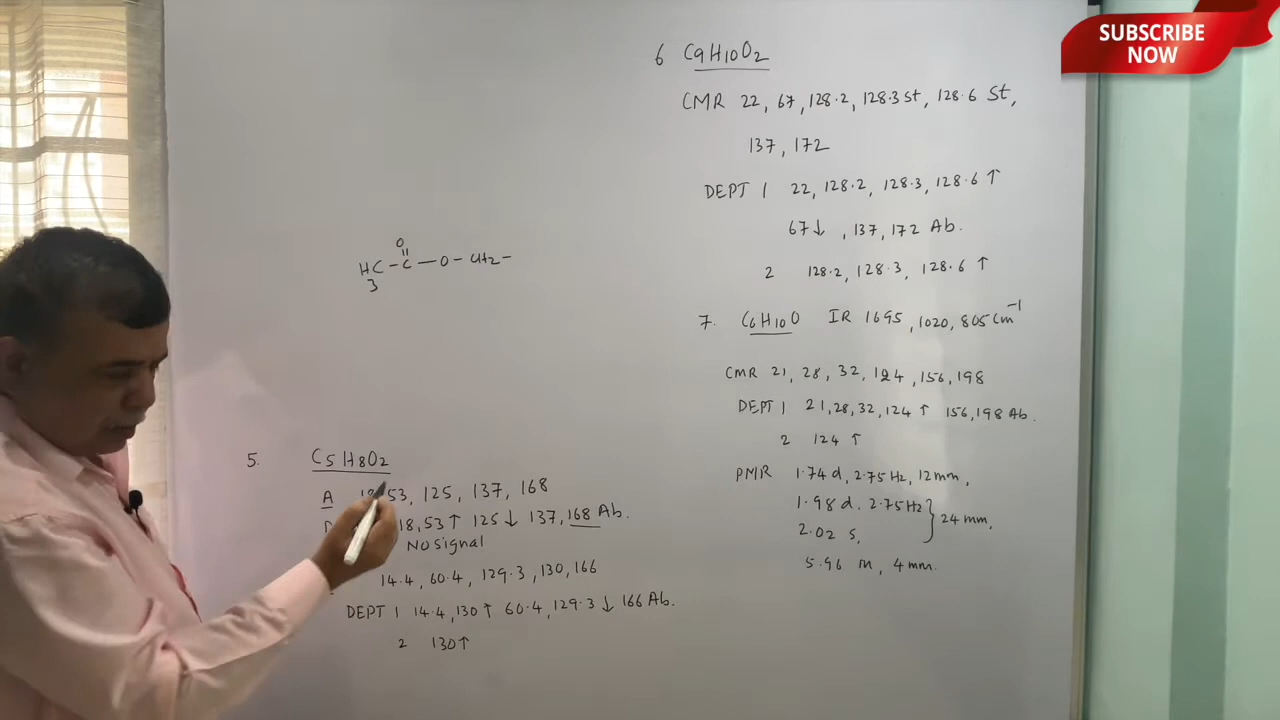 SUBSCRIBE
NOW
6 C9H10O2
CMR 22, 67, 128.2, 128.3 St, 128.6 St,
137, 172
DEPT 1 22, 128.2, 128.3, 128.6 ↑
67 ↓, 137, 172 Ab.
2 128.2, 128.3, 128.6 ↑
7. C6H10O IR 1695, 1020, 805 Cm⁻¹
CMR 21, 28, 32, 124, 156, 198
DEPT 1 21, 28, 32, 124 ↑ 156, 198 Ab.
2 124 ↑
PMR 1.74 d, 2.75 Hz, 12 mm,
1.98 d. 2.75 Hz } 24 mm,
2.02 s,
5.96 m, 4 mm.
O
||
H3C – C – O – CH2 –
5. C5H8O2
A 53, 125, 137, 168
18, 53 ↑ 125 ↓ 137, 168 Ab.
No signal
14.4, 60.4, 129.3, 130, 166
DEPT 1 14.4, 130 ↑ 60.4, 129.3 ↓ 166 Ab.
2 130 ↑